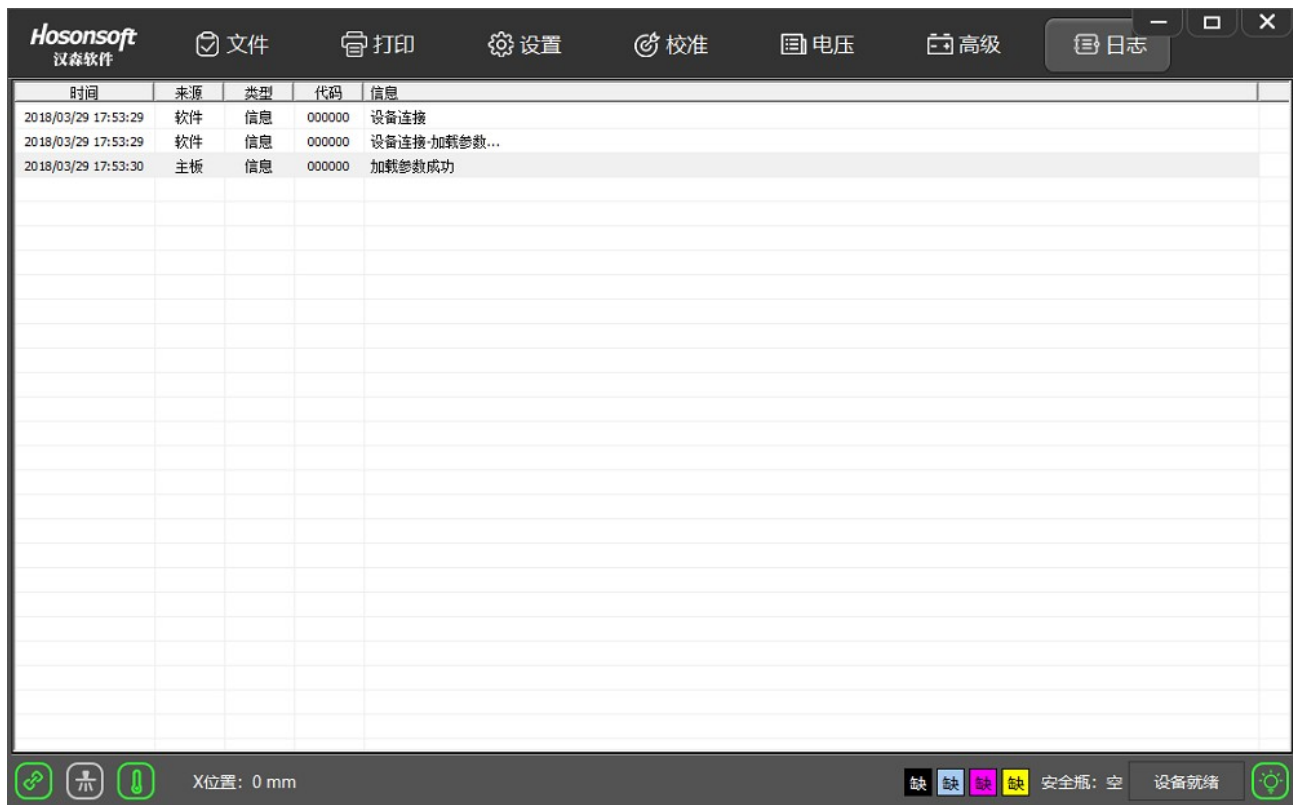 Hosonsoft
汉森软件
文件 打印 设置 校准 电压 高级 日志
时间 来源 类型 代码 信息
2018/03/29 17:53:29 软件 信息 000000 设备连接
2018/03/29 17:53:29 软件 信息 000000 设备连接-加载参数...
2018/03/29 17:53:30 主板 信息 000000 加载参数成功
X位置：0 mm 缺 缺 缺 缺 安全瓶：空 设备就绪